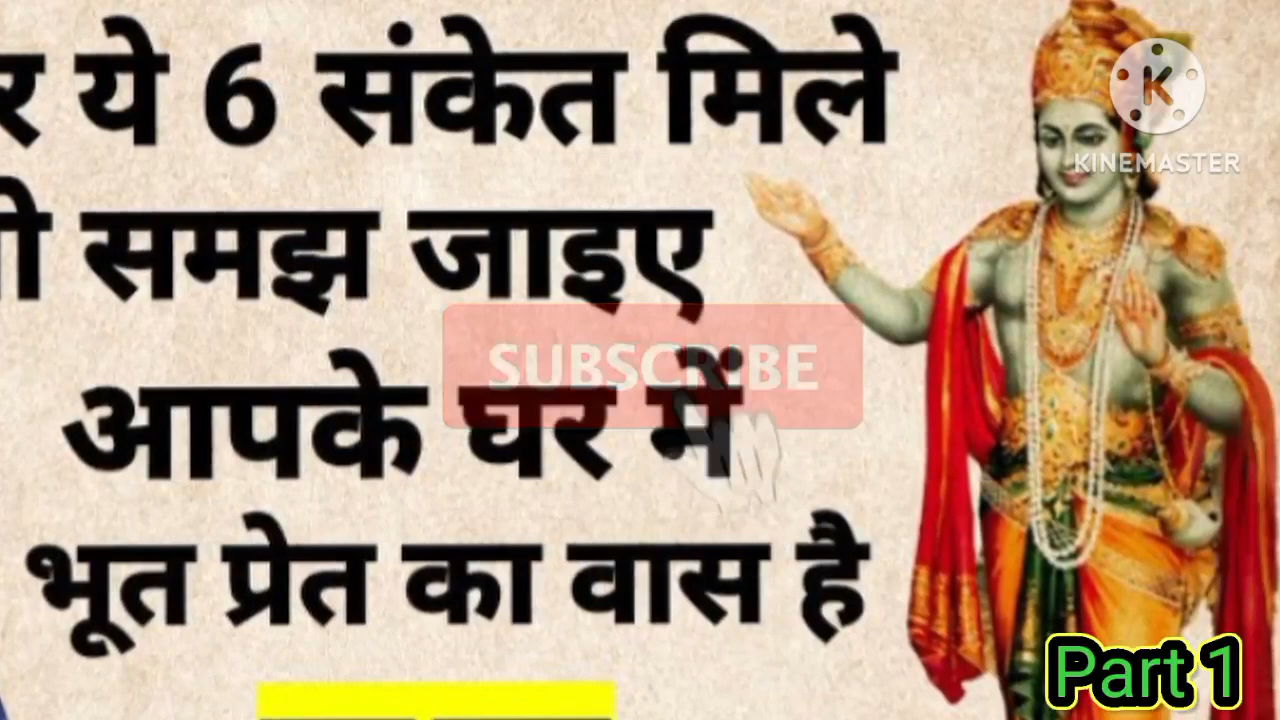 ये 6 संकेत मिले
समझ जाइए
आपके घर में
भूत प्रेत का वास है
SUBSCRIBE
K
KINEMASTER
Part 1